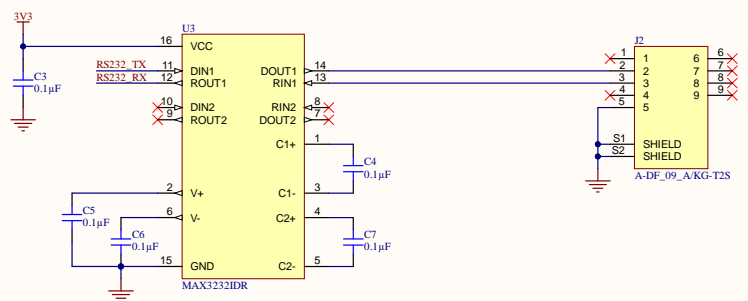 3V3
U3
J2
16 VCC
C3
0.1µF
RS232_TX 11 DIN1 DOUT1 14
RS232_RX 12 ROUT1 RIN1 13
10 DIN2 RIN2 8
9 ROUT2 DOUT2 7
1 1 6 6
2 2 7 7
3 3 8 8
4 4 9 9
5 5
C1+ 1
S1 SHIELD
S2 SHIELD
C4
0.1µF
A-DF_09_A/KG-T2S
2 V+ C1- 3
C5
0.1µF
6 V- C2+ 4
C6
0.1µF
C7
0.1µF
15 GND C2- 5
MAX3232IDR